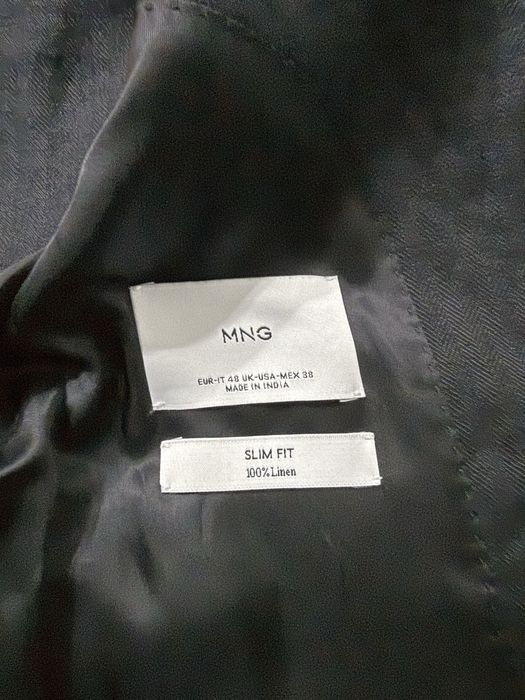 MNG
EUR-IT 48 UK-USA-MEX 38
MADE IN INDIA
SLIM FIT
100%Linen